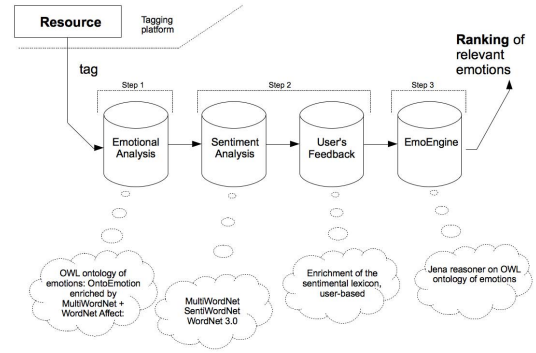 Resource
Tagging
platform
Ranking of
relevant
emotions
tag
Step 1
Step 2
Step 3
Emotional
Analysis
Sentiment
Analysis
User's
Feedback
EmoEngine
OWL ontology of
emotions: OntoEmotion
enriched by
MultiWordNet +
WordNet Affect:
MultiWordNet
SentiWordNet
WordNet 3.0
Enrichment of the
sentimental lexicon,
user-based
Jena reasoner on OWL
ontology of emotions